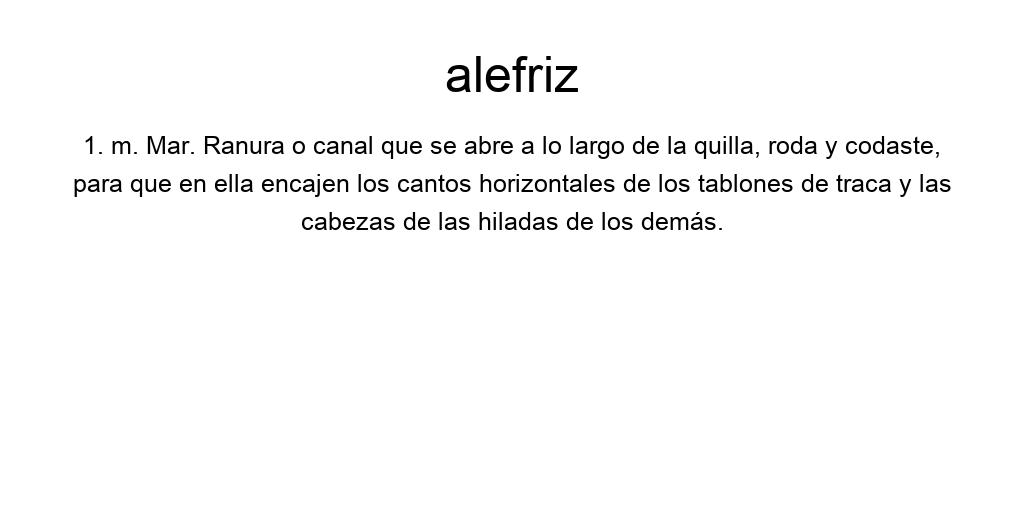 alefriz
1. m. Mar. Ranura o canal que se abre a lo largo de la quilla, roda y codaste,
para que en ella encajen los cantos horizontales de los tablones de traca y las
cabezas de las hiladas de los demás.